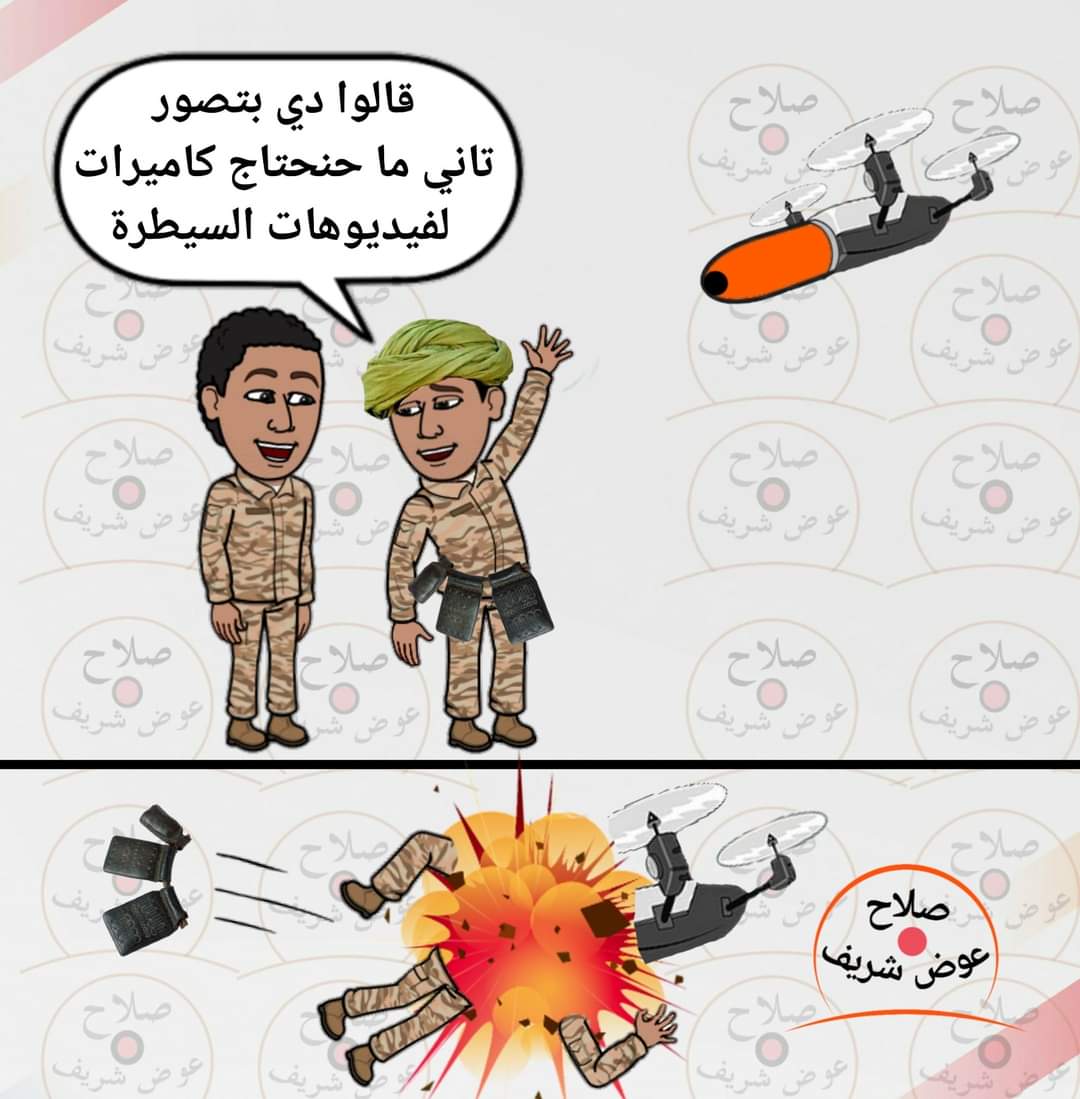 قالوا دي بتصور
تاني ما حنحتاج كاميرات
لفيديوهات السيطرة
صلاح
عوض شريف